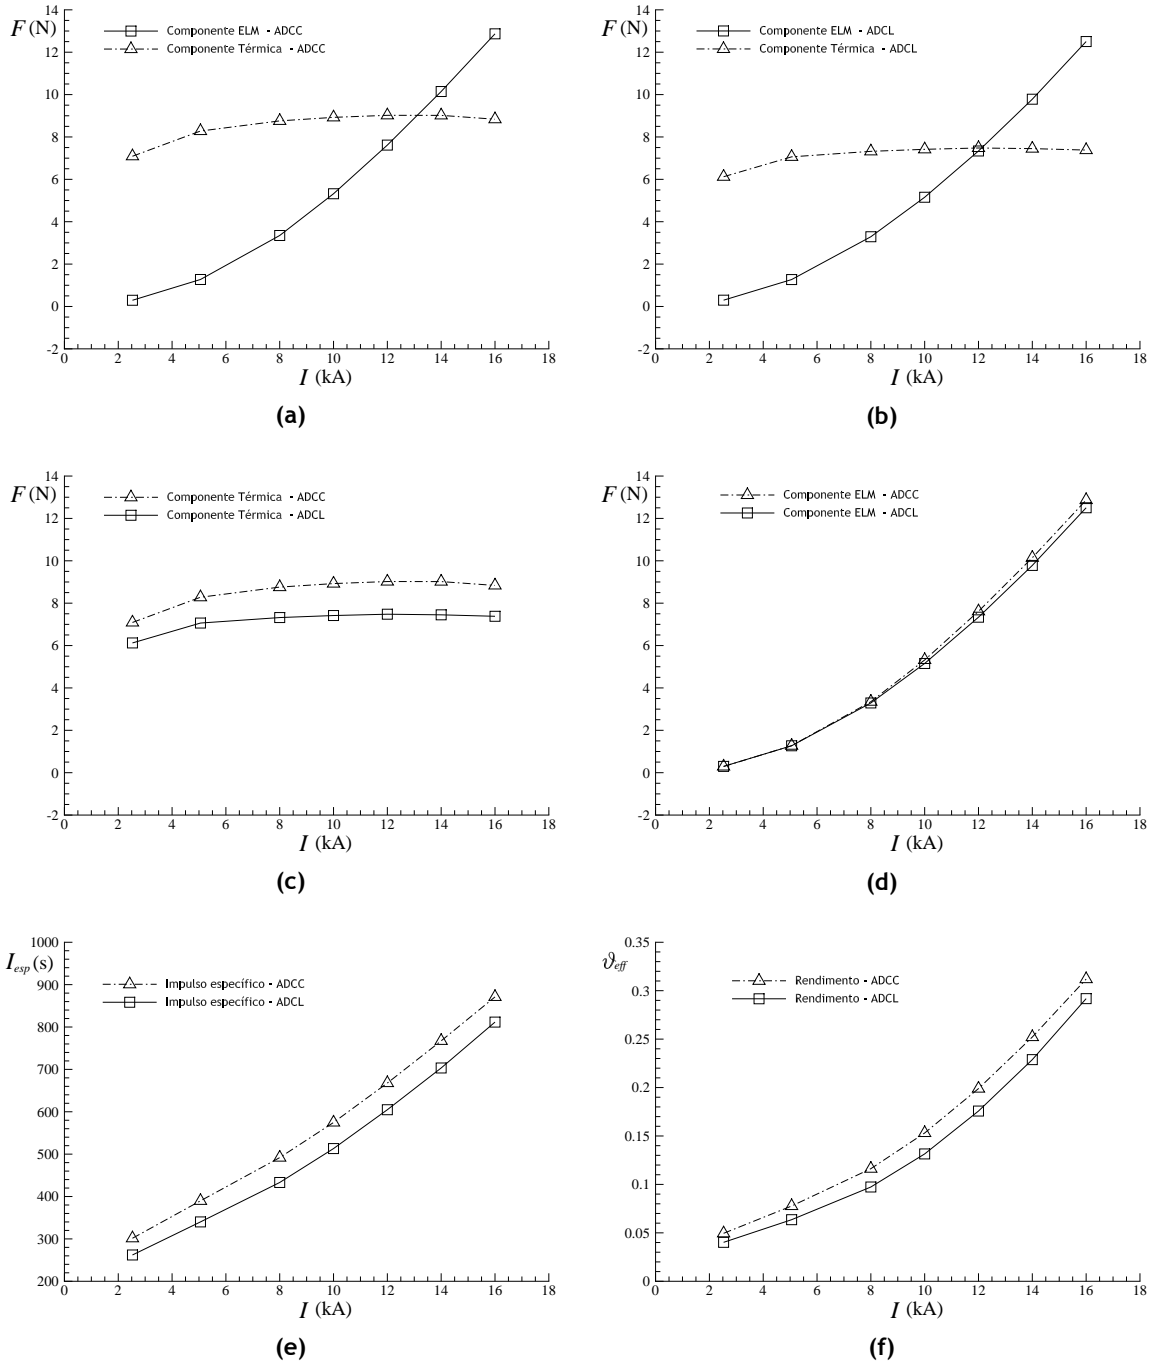 F (N)
Componente ELM - ADCC
Componente Térmica - ADCC
14
12
10
8
6
4
2
0
-2
0 2 4 6 8 10 12 14 16 18
I (kA)
(a)
F (N)
Componente ELM - ADCL
Componente Térmica - ADCL
14
12
10
8
6
4
2
0
-2
0 2 4 6 8 10 12 14 16 18
I (kA)
(b)
F (N)
Componente Térmica - ADCC
Componente Térmica - ADCL
14
12
10
8
6
4
2
0
-2
0 2 4 6 8 10 12 14 16 18
I (kA)
(c)
F (N)
Componente ELM - ADCC
Componente ELM - ADCL
14
12
10
8
6
4
2
0
-2
0 2 4 6 8 10 12 14 16 18
I (kA)
(d)
I esp (s)
Impulso específico - ADCC
Impulso específico - ADCL
1000
900
800
700
600
500
400
300
200
0 2 4 6 8 10 12 14 16 18
I (kA)
(e)
ϑ eff
Rendimento - ADCC
Rendimento - ADCL
0.35
0.3
0.25
0.2
0.15
0.1
0.05
0
0 2 4 6 8 10 12 14 16 18
I (kA)
(f)